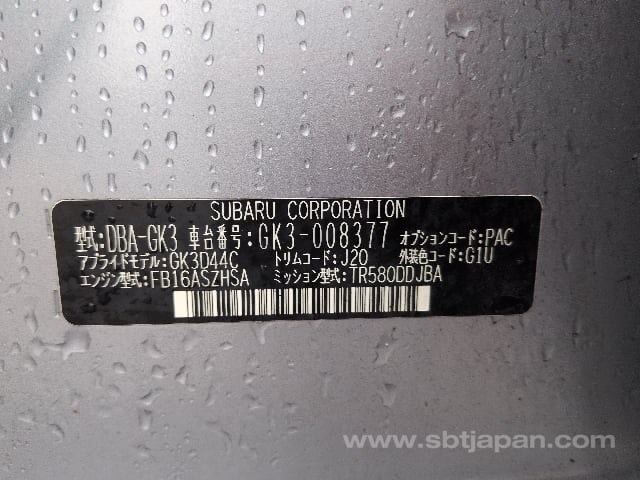 SUBARU CORPORATION
型式:DBA-GK3 車台番号:GK3-008377 オプションコード:PAC
アプライドモデル:GK3D44C トリムコード:J20 外装色コード:G1U
エンジン型式:FB16ASZHSA ミッション型式:TR580DDJBA
www.sbtjapan.com